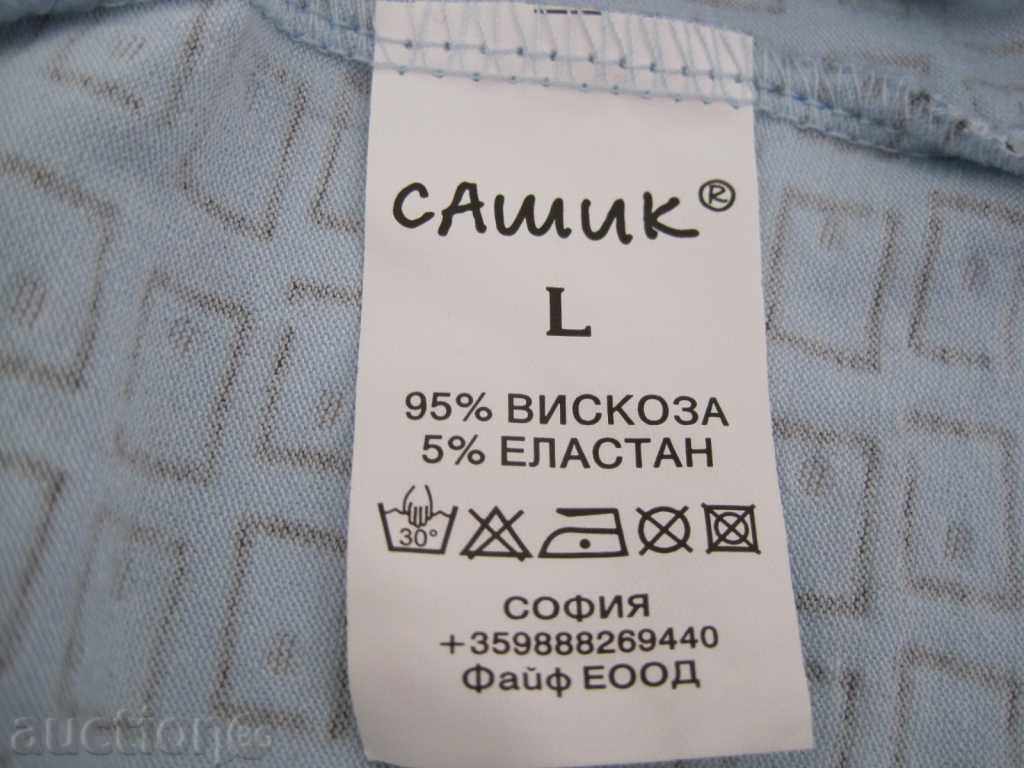 САШИК®
L
95% ВИСКОЗА
5% ЕЛАСТАН
30°
СОФИЯ
+359888269440
Файф ЕООД
auction.bg